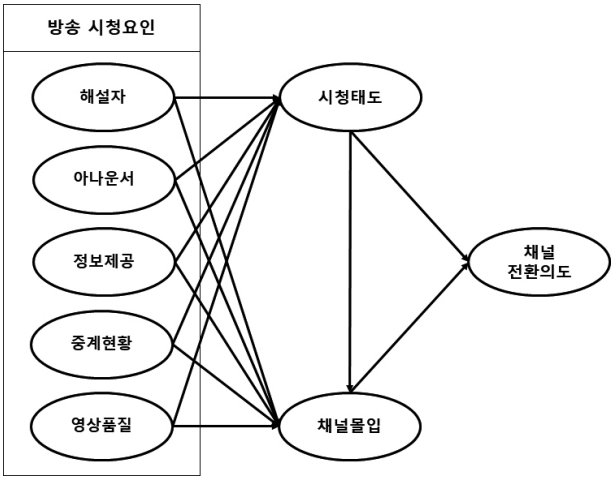 방송 시청요인
해설자
아나운서
정보제공
중계현황
영상품질
시청태도
채널몰입
채널
전환의도